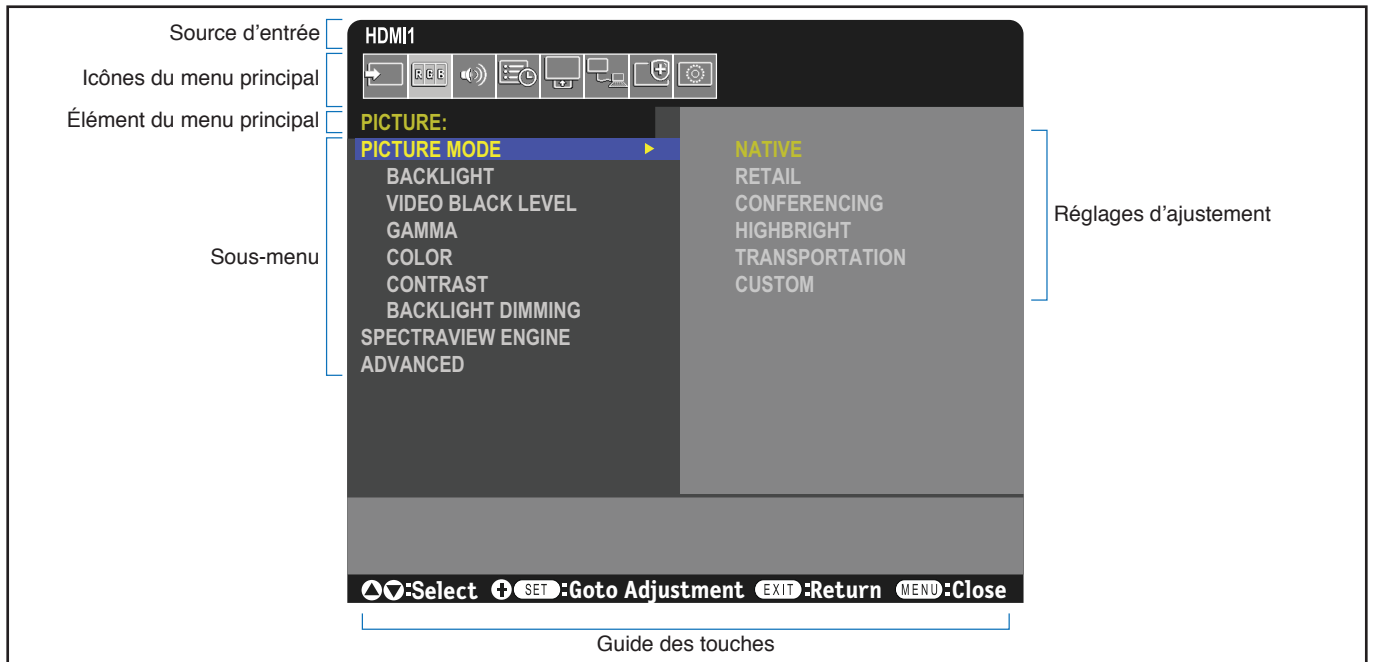 Source d'entrée
HDMI1
Icônes du menu principal
RGB
Élément du menu principal
PICTURE:
Sous-menu
PICTURE MODE
BACKLIGHT
VIDEO BLACK LEVEL
GAMMA
COLOR
CONTRAST
BACKLIGHT DIMMING
SPECTRAVIEW ENGINE
ADVANCED
NATIVE
RETAIL
CONFERENCING
HIGHBRIGHT
TRANSPORTATION
CUSTOM
Réglages d'ajustement
:Select SET:Goto Adjustment EXIT:Return MENU:Close
Guide des touches